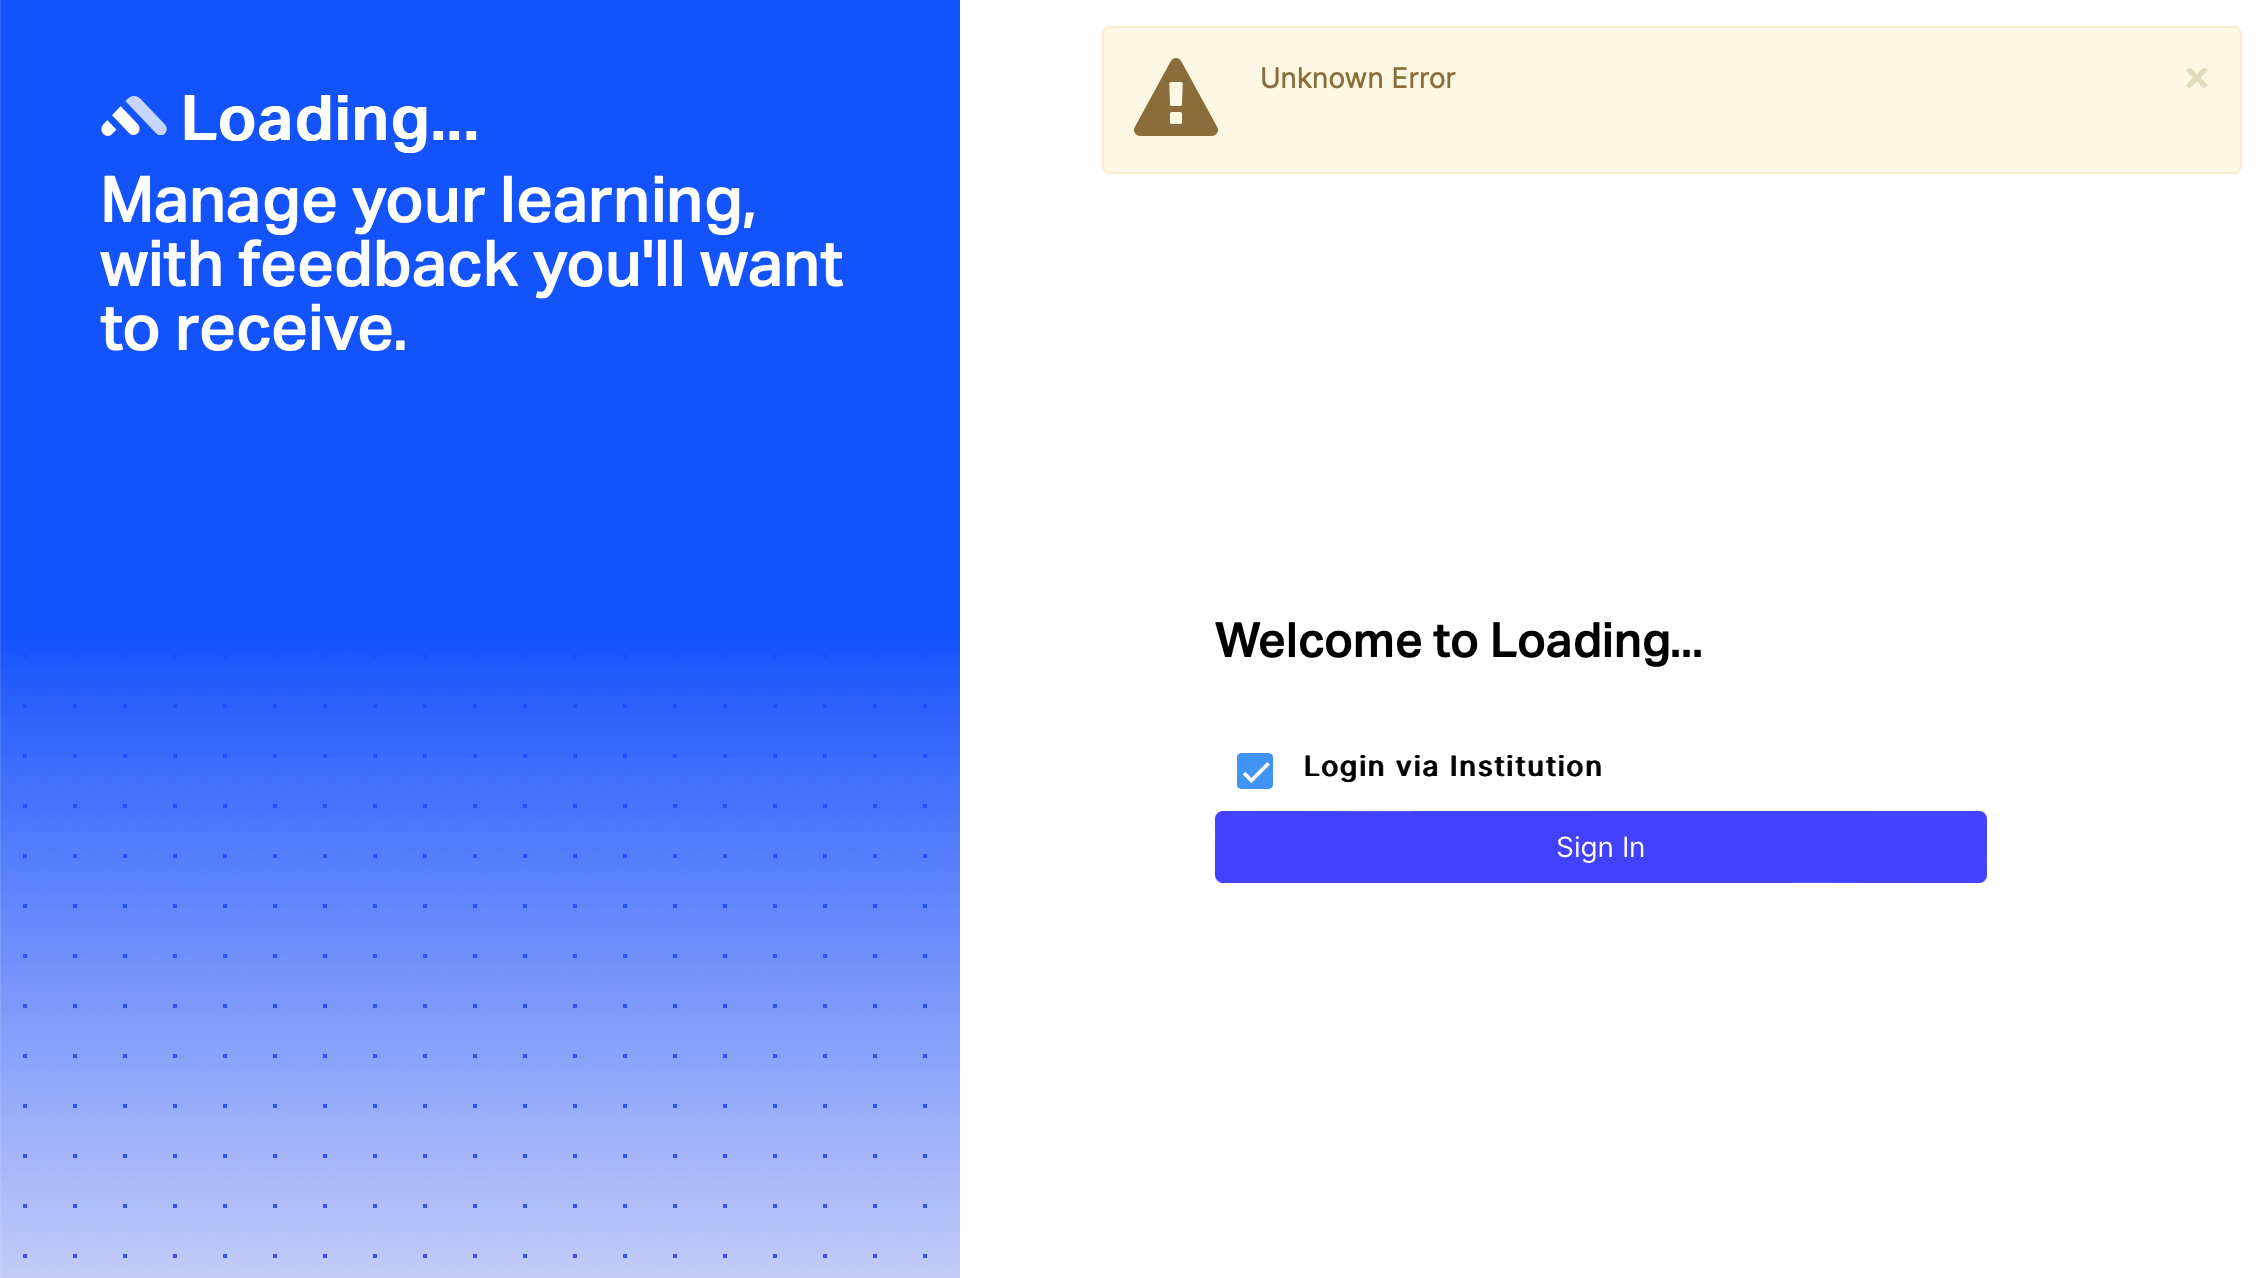 Loading...
Manage your learning,
with feedback you'll want
to receive.
Unknown Error
Welcome to Loading...
Login via Institution
Sign In